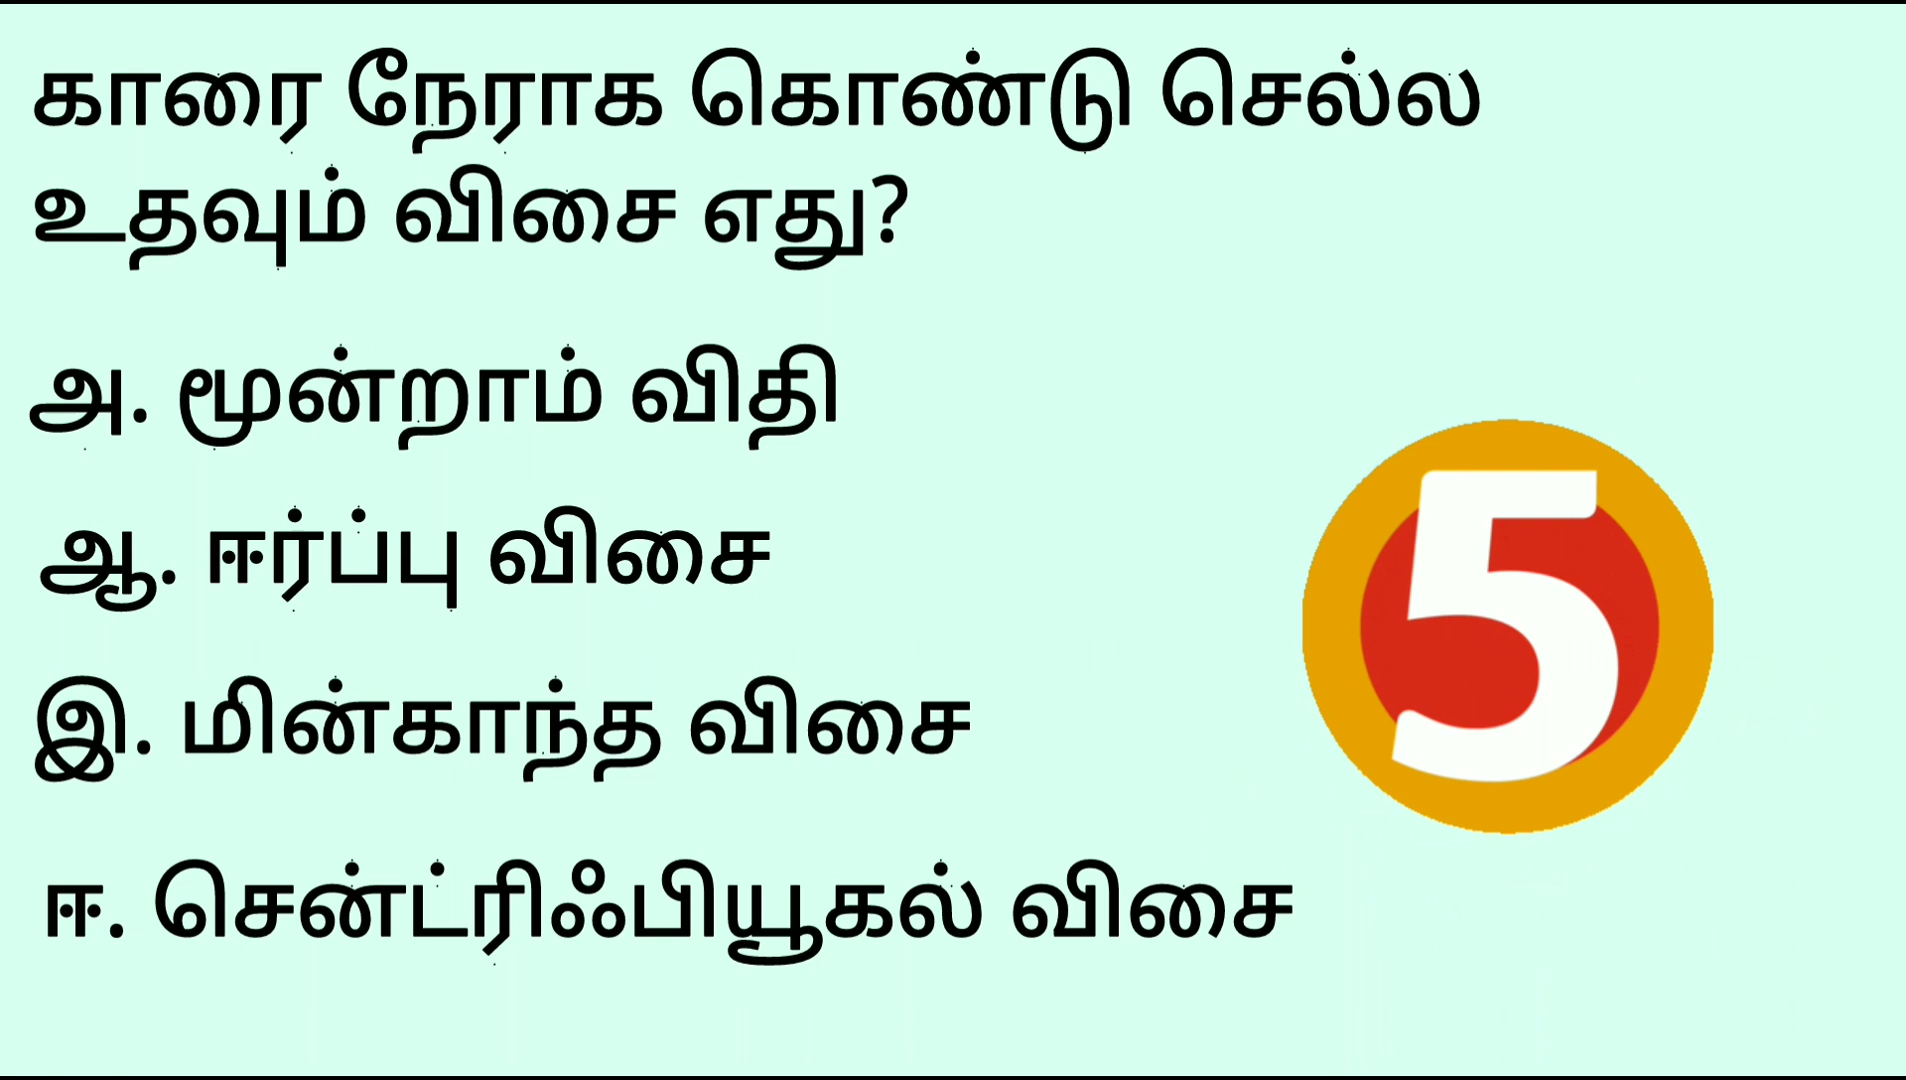 காரை நேராக கொண்டு செல்ல
உதவும் விசை எது?
அ. மூன்றாம் விதி
ஆ. ஈர்ப்பு விசை
5
இ. மின்காந்த விசை
ஈ. சென்ட்ரிஃபியூகல் விசை